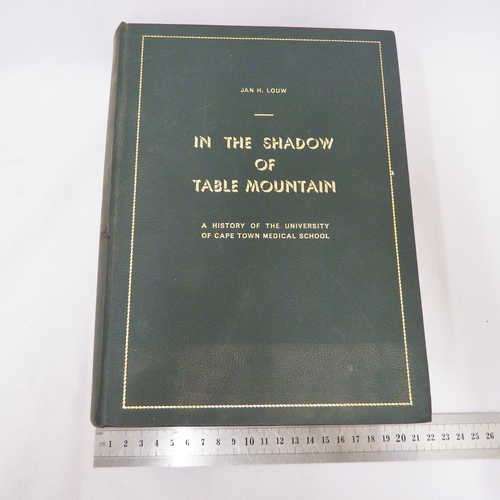 JAN H. LOUW
IN THE SHADOW
OF
TABLE MOUNTAIN
A HISTORY OF THE UNIVERSITY
OF CAPE TOWN MEDICAL SCHOOL
1 2 3 4 5 6 7 8 9 10 11 12 13 14 15 16 17 18 19 20 21 22 23 24 25 26